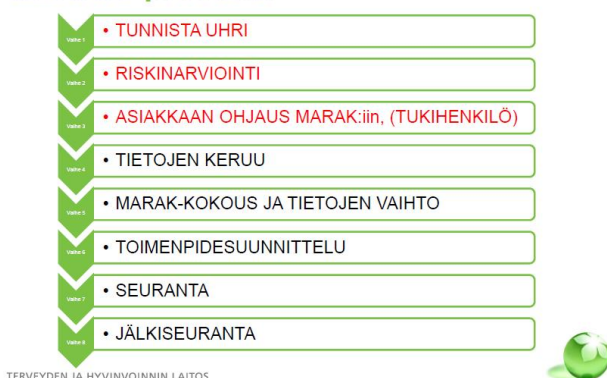 Vaihe 1
• TUNNISTA UHRI
Vaihe 2
• RISKINARVIOINTI
Vaihe 3
• ASIAKKAAN OHJAUS MARAK:iin, (TUKIHENKILÖ)
Vaihe 4
• TIETOJEN KERUU
Vaihe 5
• MARAK-KOKOUS JA TIETOJEN VAIHTO
Vaihe 6
• TOIMENPIDESUUNNITTELU
Vaihe 7
• SEURANTA
Vaihe 8
• JÄLKISEURANTA
TERVEYDEN JA HYVINVOINNIN LAITOS